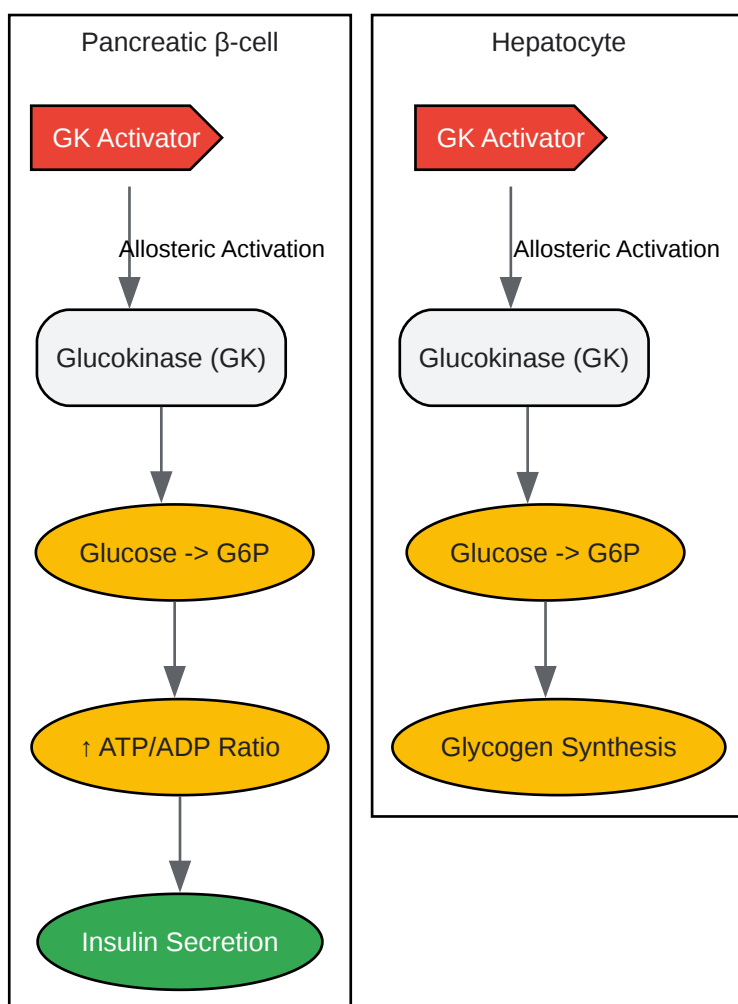 Pancreatic β-cell
GK Activator
Allosteric Activation
Glucokinase (GK)
Glucose -> G6P
↑ ATP/ADP Ratio
Insulin Secretion
Hepatocyte
GK Activator
Allosteric Activation
Glucokinase (GK)
Glucose -> G6P
Glycogen Synthesis